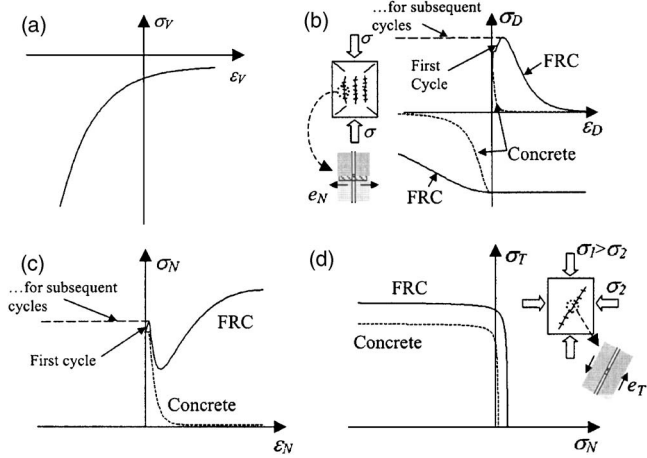 (a)
σV
εV
(b)
…for subsequent
cycles
σD
First
Cycle
FRC
εD
Concrete
FRC
σ
σ
eN
(c)
σN
…for subsequent
cycles
FRC
First cycle
Concrete
εN
(d)
σT
FRC
Concrete
σN
σ1>σ2
σ2
eT